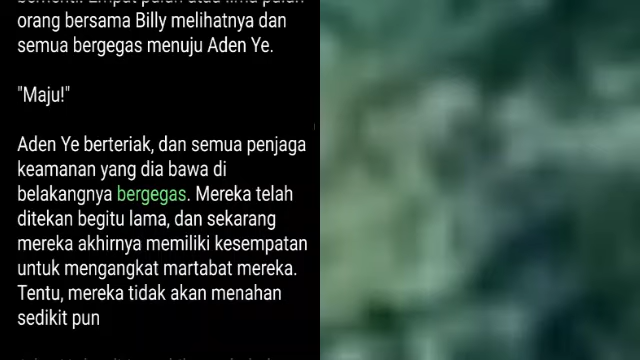 orang bersama Billy melihatnya dan
semua bergegas menuju Aden Ye.
"Maju!"
Aden Ye berteriak, dan semua penjaga
keamanan yang dia bawa di
belakangnya bergegas. Mereka telah
ditekan begitu lama, dan sekarang
mereka akhirnya memiliki kesempatan
untuk mengangkat martabat mereka.
Tentu, mereka tidak akan menahan
sedikit pun